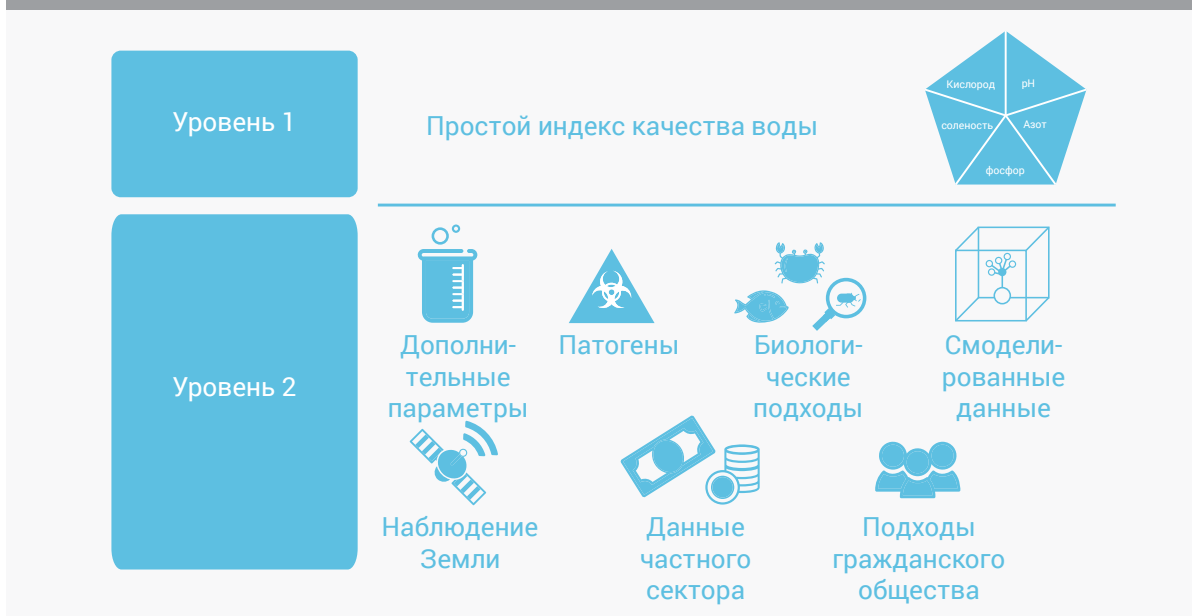 Уровень 1
Простой индекс качества воды
Кислород
pH
соленость
Азот
фосфор
Уровень 2
Дополни-
тельные
параметры
Патогены
Биологи-
ческие
подходы
Смодели-
рованные
данные
Наблюдение
Земли
Данные
частного
сектора
Подходы
гражданского
общества